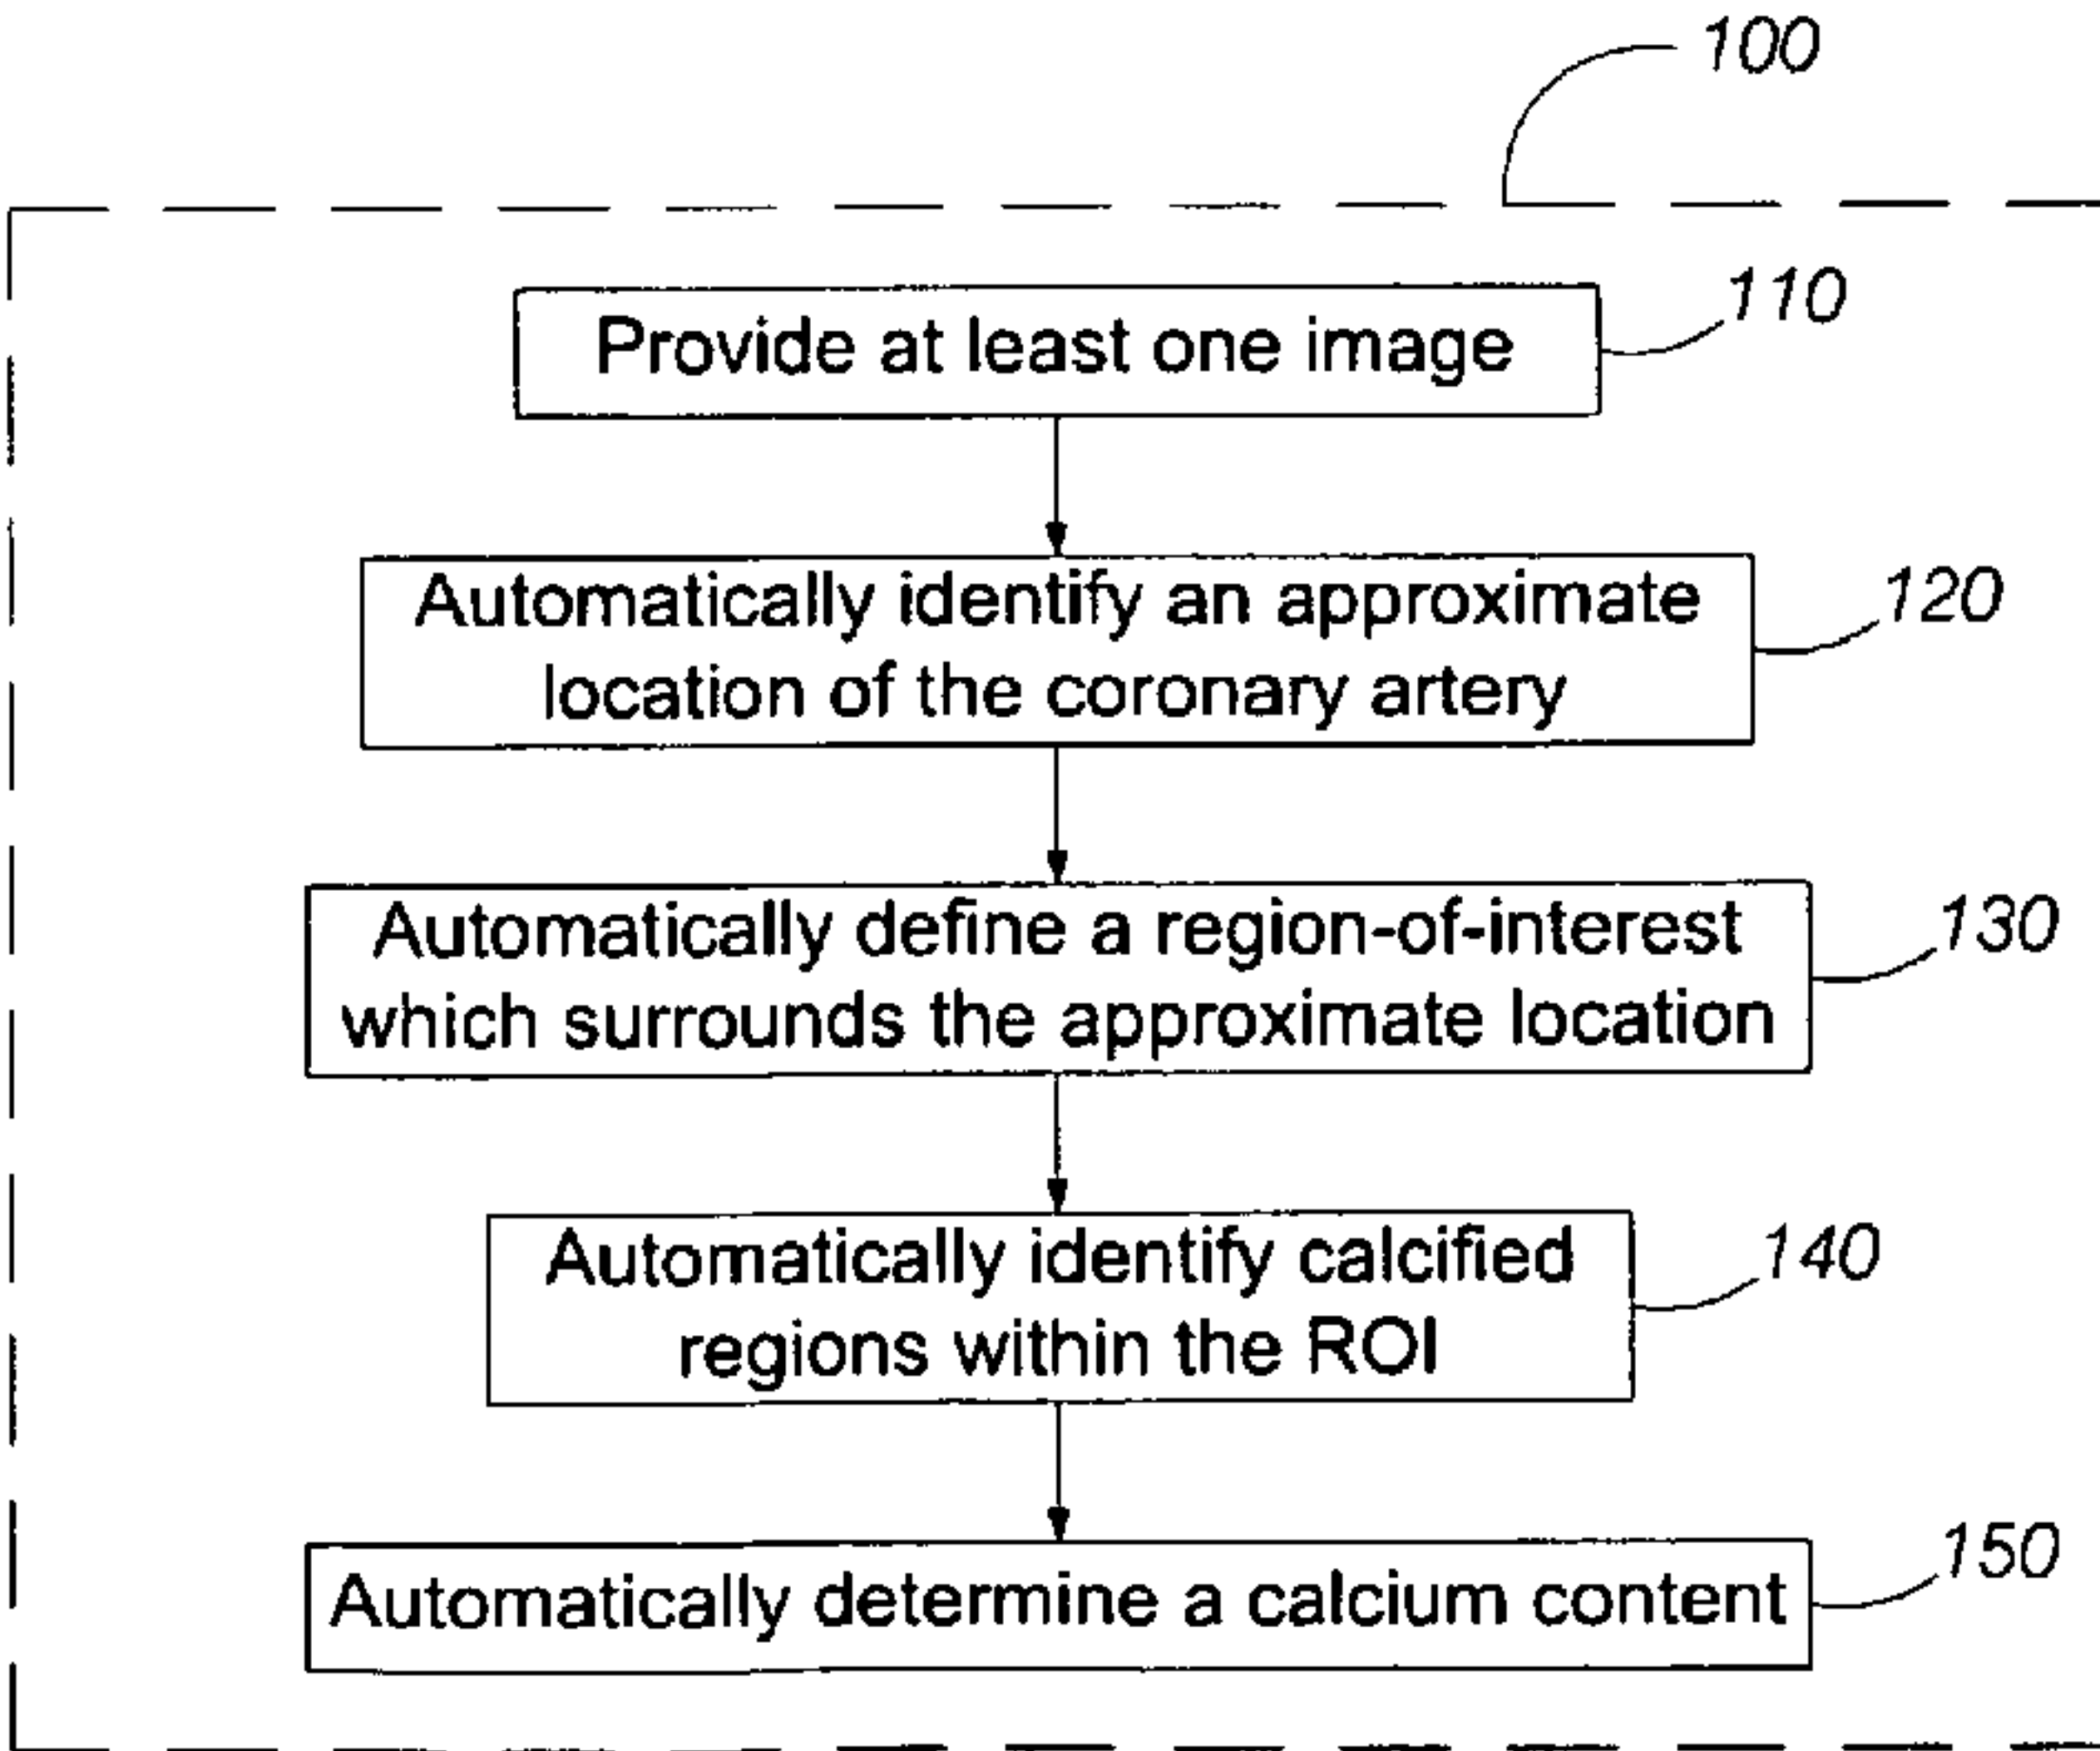 100
Provide at least one image
110
Automatically identify an approximate
location of the coronary artery
120
Automatically define a region-of-interest
which surrounds the approximate location
130
Automatically identify calcified
regions within the ROI
140
Automatically determine a calcium content
150